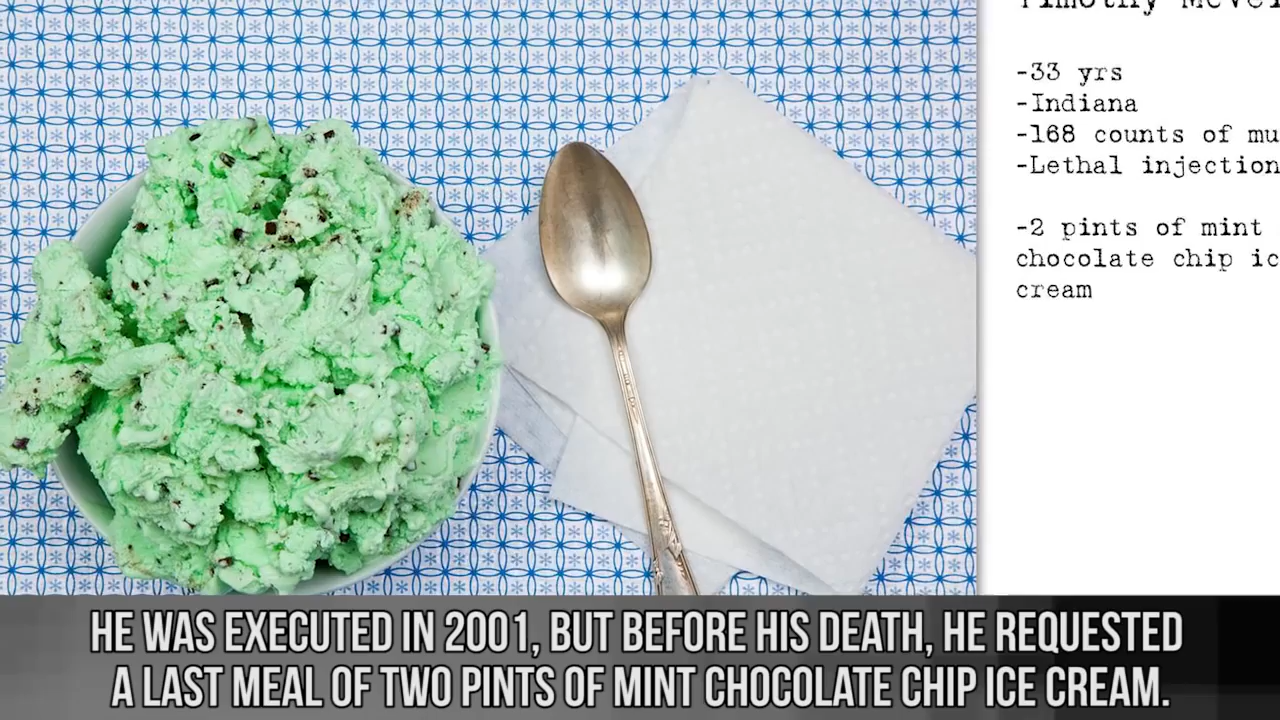 Timothy McVei
-33 yrs
-Indiana
-168 counts of mu
-Lethal injection
-2 pints of mint
chocolate chip ic
cream
HE WAS EXECUTED IN 2001, BUT BEFORE HIS DEATH, HE REQUESTED
A LAST MEAL OF TWO PINTS OF MINT CHOCOLATE CHIP ICE CREAM.